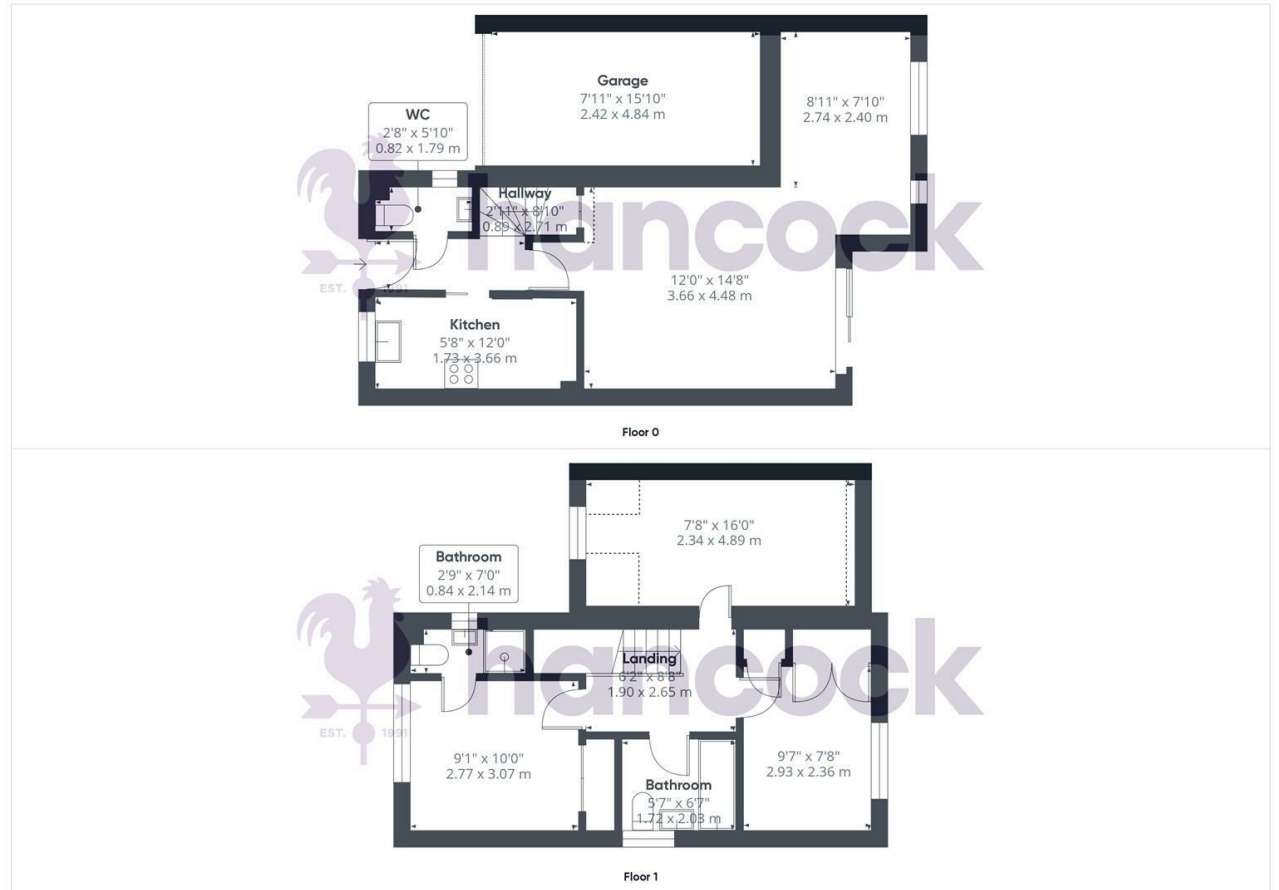 Garage
7'11" x 15'10"
2.42 x 4.84 m
8'11" x 7'10"
2.74 x 2.40 m
WC
2'8" x 5'10"
0.82 x 1.79 m
Hallway
2'11" x 8'10"
0.89 x 2.71 m
hancock
EST. 1991
12'0" x 14'8"
3.66 x 4.48 m
Kitchen
5'8" x 12'0"
1.73 x 3.66 m
Floor 0
7'8" x 16'0"
2.34 x 4.89 m
Bathroom
2'9" x 7'0"
0.84 x 2.14 m
Landing
6'2" x 8'8"
1.90 x 2.65 m
hancock
EST. 1991
9'1" x 10'0"
2.77 x 3.07 m
9'7" x 7'8"
2.93 x 2.36 m
Bathroom
5'7" x 6'7"
1.72 x 2.03 m
Floor 1